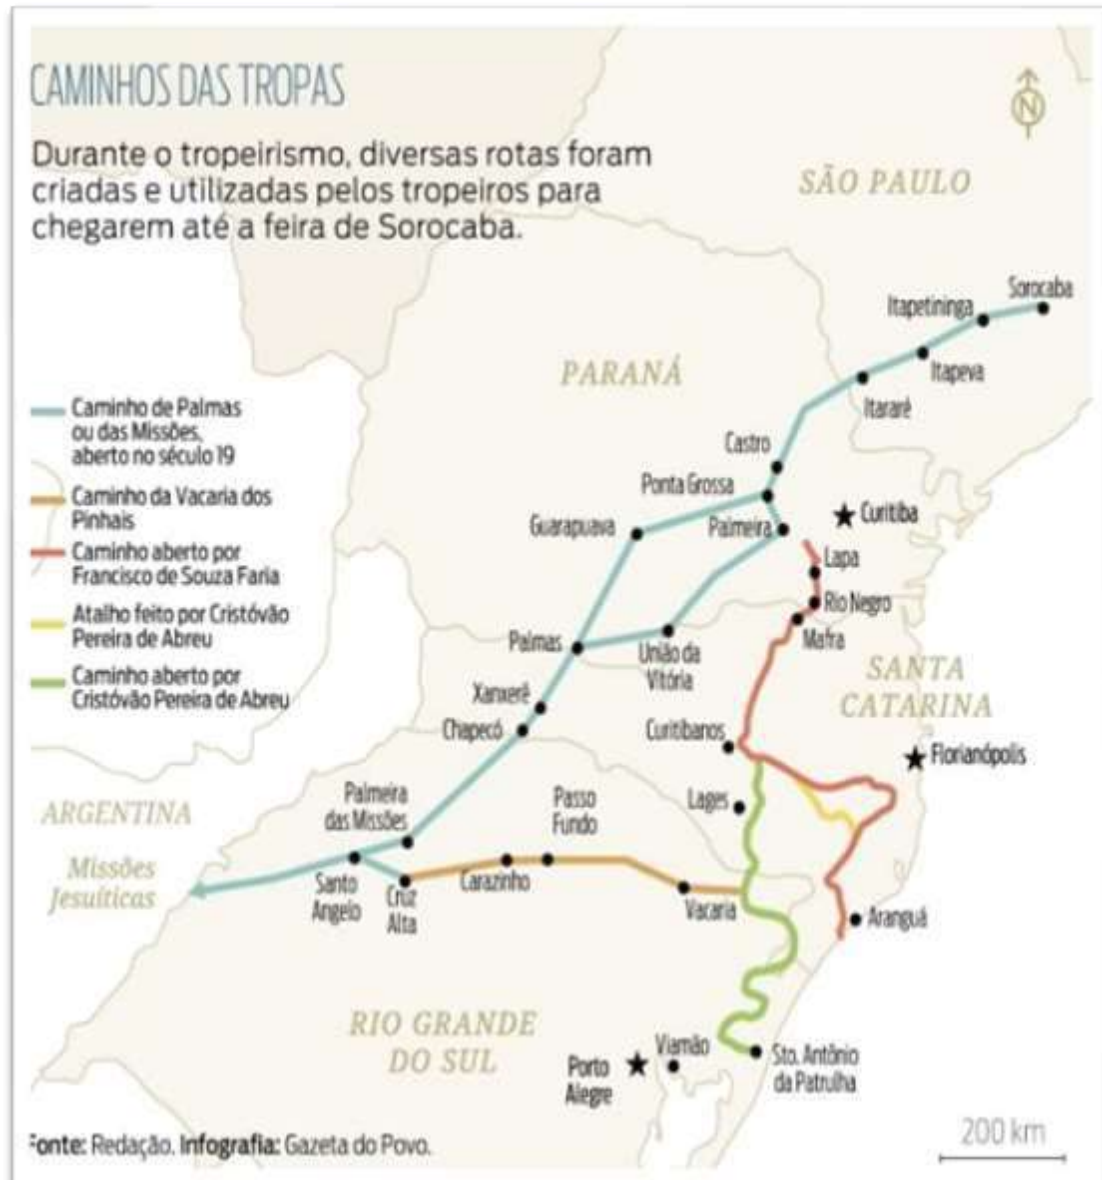 CAMINHOS DAS TROPAS
Durante o tropeirismo, diversas rotas foram
criadas e utilizadas pelos tropeiros para
chegarem até a feira de Sorocaba.
N
SÃO PAULO
Sorocaba
Itapetininga
Itapeva
Itararé
PARANÁ
Castro
Ponta Grossa
Guarapuava
Palmeira
Curitiba
Lapa
Rio Negro
Mafra
Caminho de Palmas
ou das Missões,
aberto no século 19
Caminho da Vacaria dos
Pinhais
Caminho aberto por
Francisco de Souza Faria
Atalho feito por Cristóvão
Pereira de Abreu
Caminho aberto por
Cristóvão Pereira de Abreu
Palmas
União da
Vitória
SANTA
CATARINA
Xanxerê
Chapecó
Curitibanos
Florianópolis
Lages
ARGENTINA
Missões
Jesuíticas
Palmeira
das Missões
Passo
Fundo
Santo
Angelo
Cruz
Alta
Carazinho
Vacaria
Aranguá
RIO GRANDE
DO SUL
Porto
Alegre
Viamão
Sto. Antônio
da Patrulha
200 km
Fonte: Redação. Infografia: Gazeta do Povo.